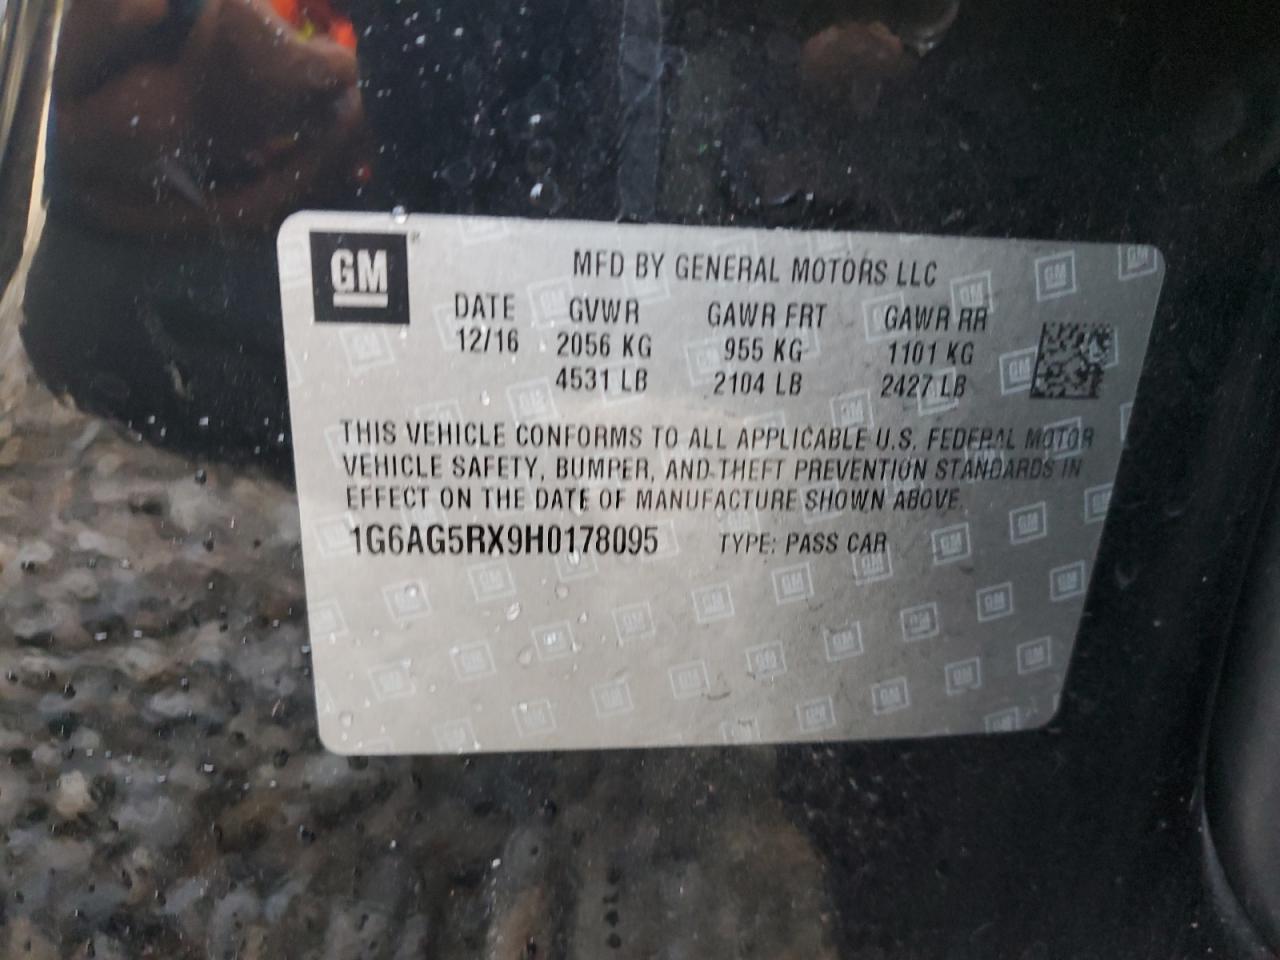 GM
MFD BY GENERAL MOTORS LLC
DATE GVWR GAWR FRT GAWR RR
12/16 2056 KG 955 KG 1101 KG
4531 LB 2104 LB 2427 LB
THIS VEHICLE CONFORMS TO ALL APPLICABLE U.S. FEDERAL MOTOR
VEHICLE SAFETY, BUMPER, AND THEFT PREVENTION STANDARDS IN
EFFECT ON THE DATE OF MANUFACTURE SHOWN ABOVE.
1G6AG5RX9H0178095 TYPE: PASS CAR